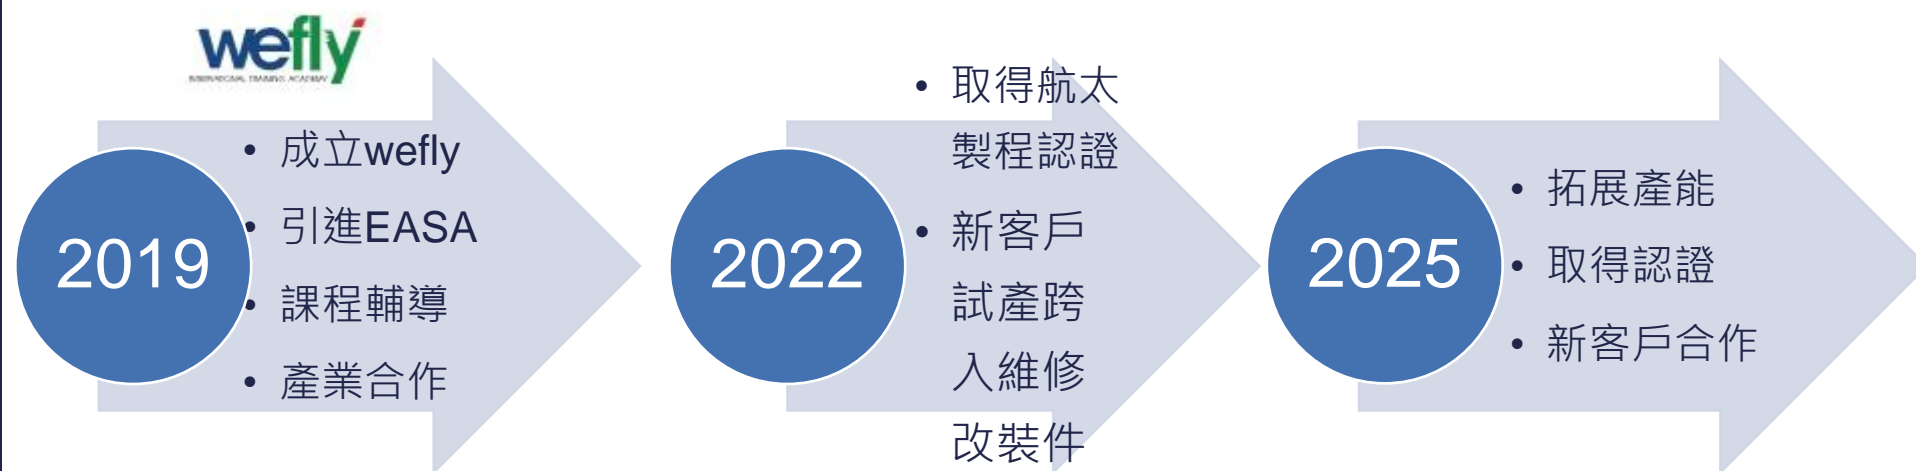 wefly
INTERNATIONAL TRAINING ACADEMY
2019
• 成立wefly
• 引進EASA
• 課程輔導
• 產業合作
2022
• 取得航太
製程認證
• 新客戶
試產跨
入維修
改裝件
2025
• 拓展產能
• 取得認證
• 新客戶合作